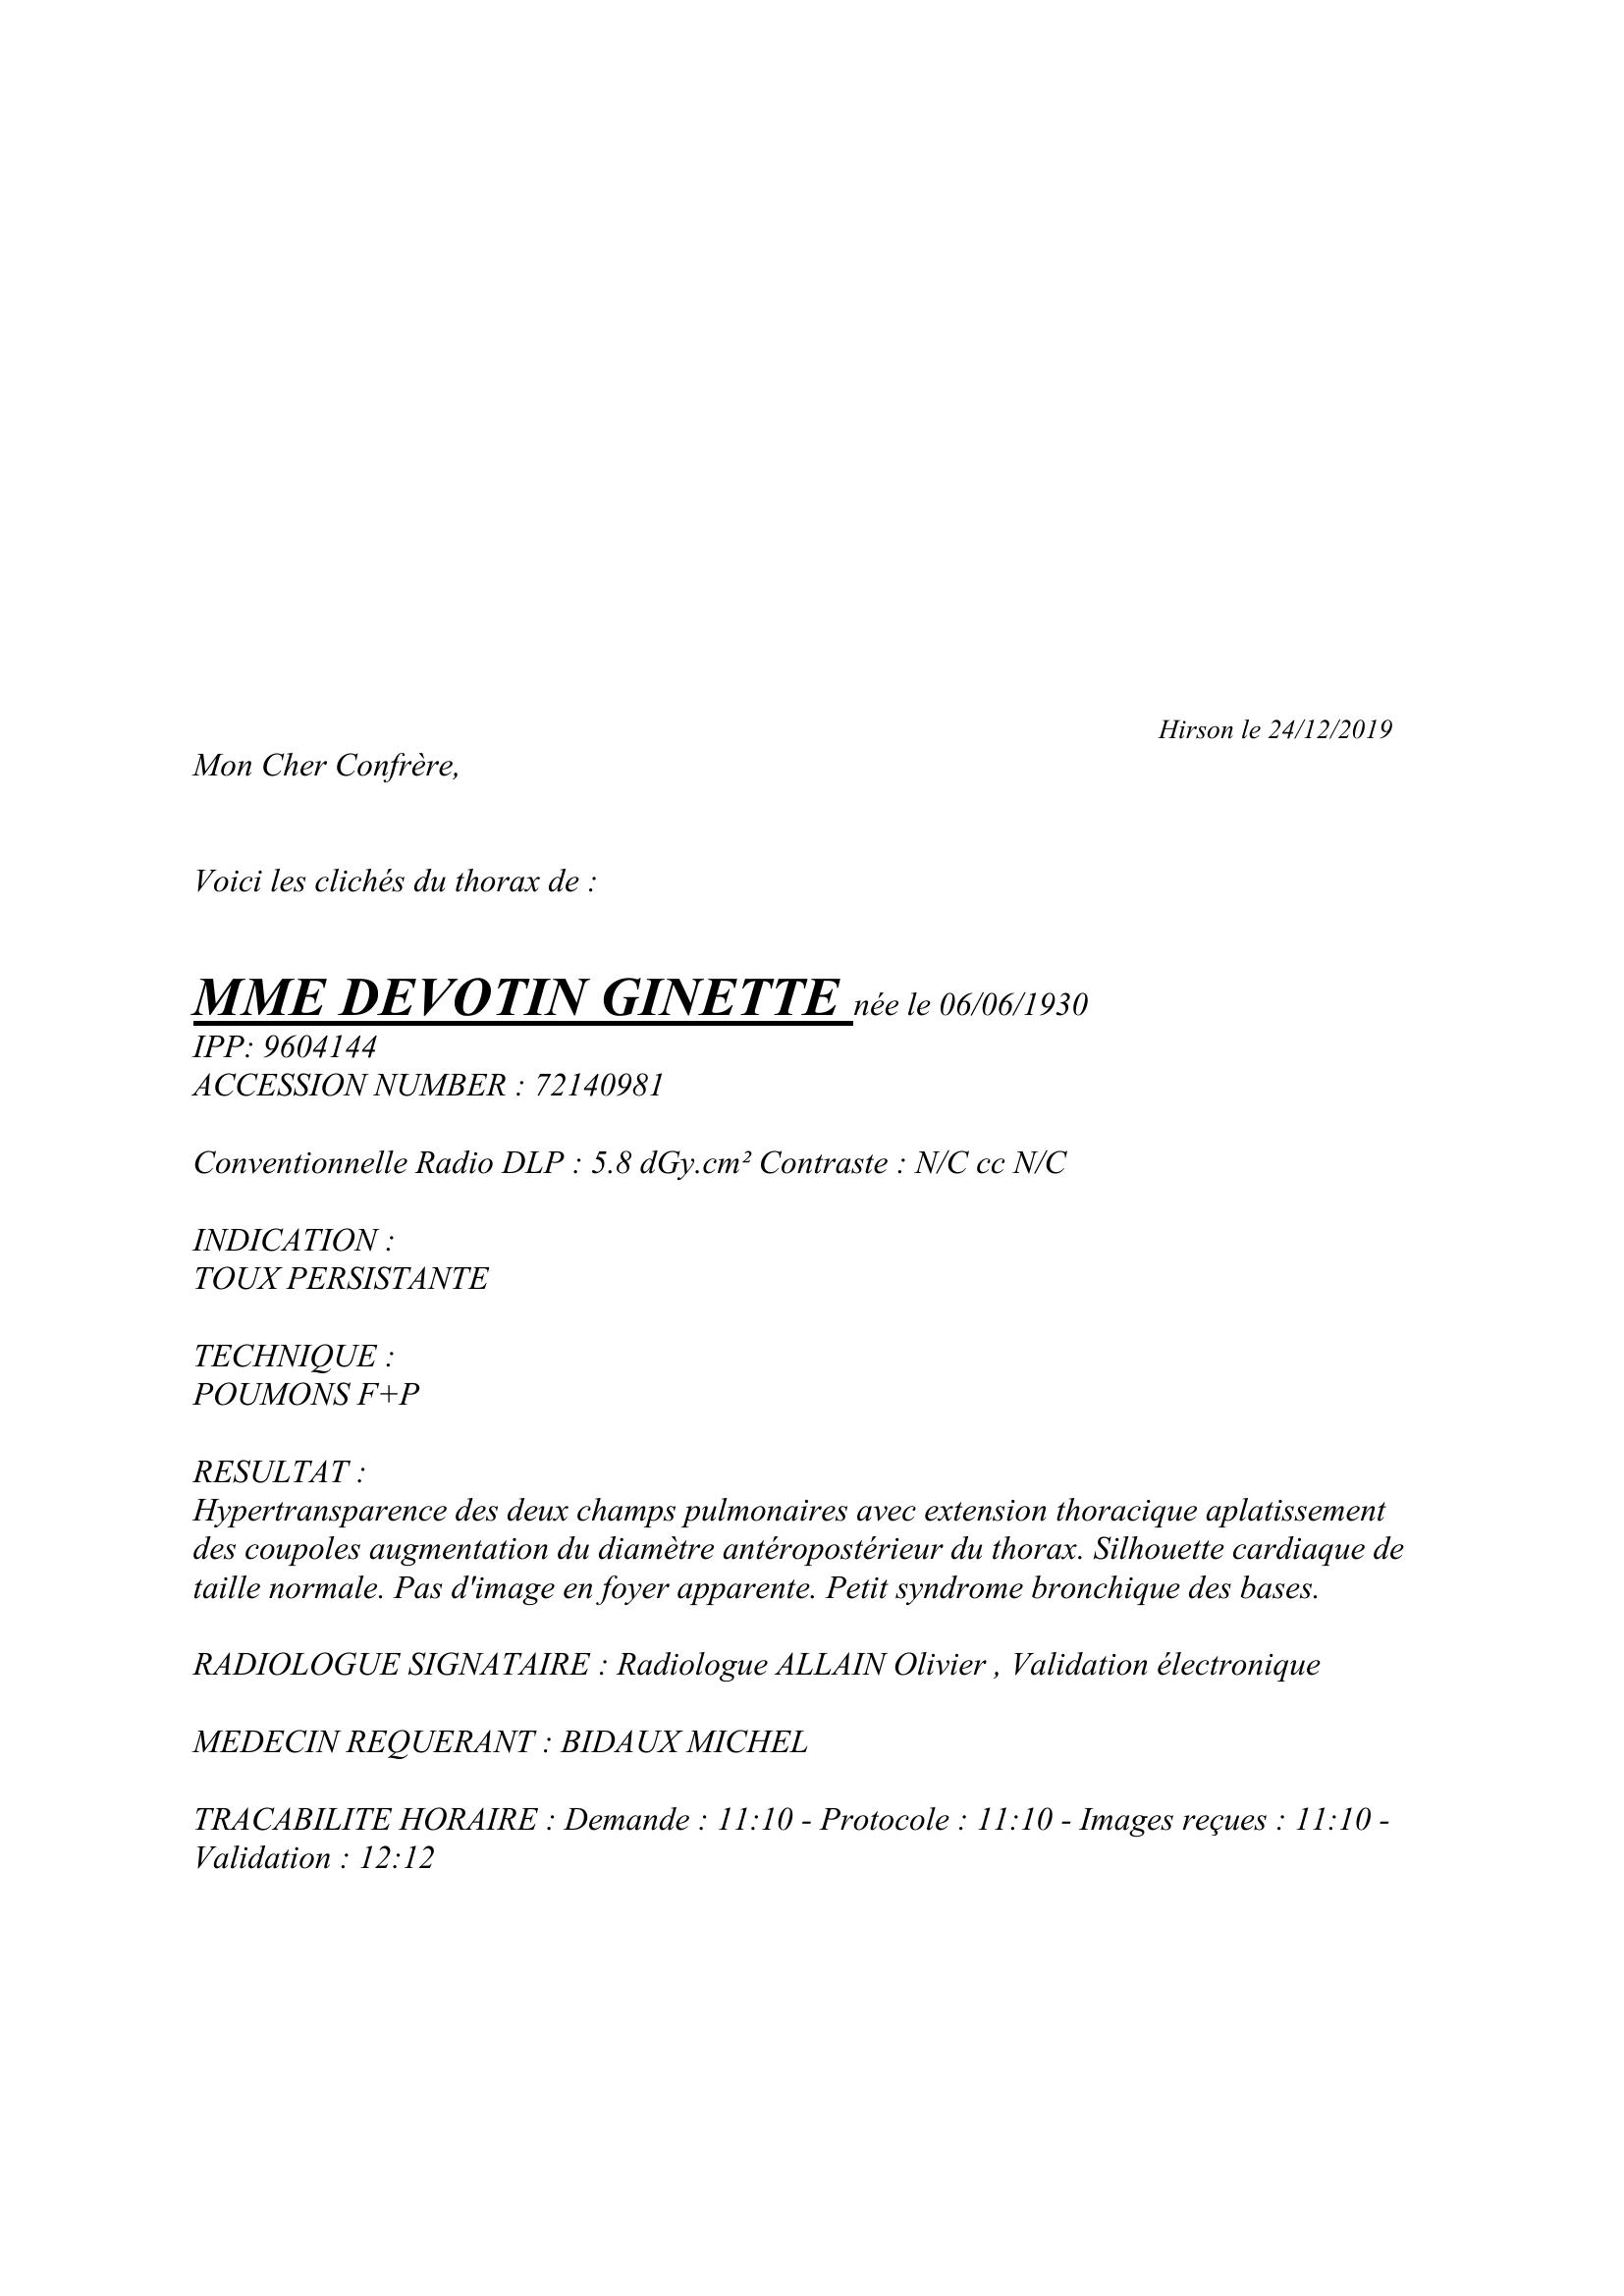 Hirson le 24/12/2019
Mon Cher Confrère,
Voici les clichés du thorax de :
MME DEVOTIN GINETTE née le 06/06/1930
IPP: 9604144
ACCESSION NUMBER : 72140981
Conventionnelle Radio DLP : 5.8 dGy.cm² Contraste : N/C cc N/C
INDICATION :
TOUX PERSISTANTE
TECHNIQUE :
POUMONS F+P
RESULTAT :
Hypertransparence des deux champs pulmonaires avec extension thoracique aplatissement
des coupoles augmentation du diamètre antéropostérieur du thorax. Silhouette cardiaque de
taille normale. Pas d'image en foyer apparente. Petit syndrome bronchique des bases.
RADIOLOGUE SIGNATAIRE : Radiologue ALLAIN Olivier , Validation électronique
MEDECIN REQUERANT : BIDAUX MICHEL
TRACABILITE HORAIRE : Demande : 11:10 - Protocole : 11:10 - Images reçues : 11:10 -
Validation : 12:12